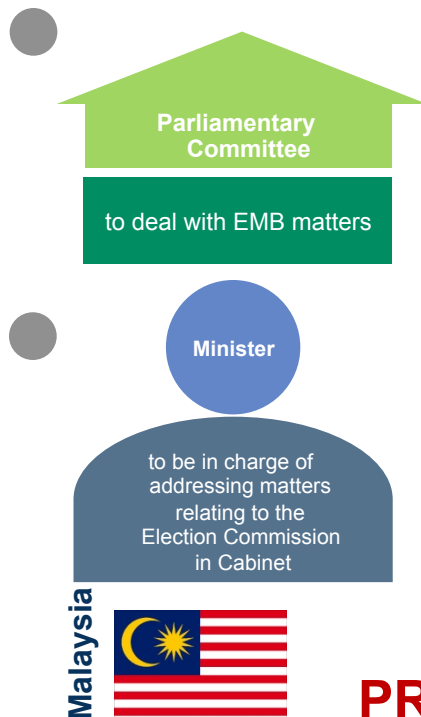 Parliamentary
Committee
to deal with EMB matters
Minister
to be in charge of
addressing matters
relating to the
Election Commission
in Cabinet
Malaysia
PR